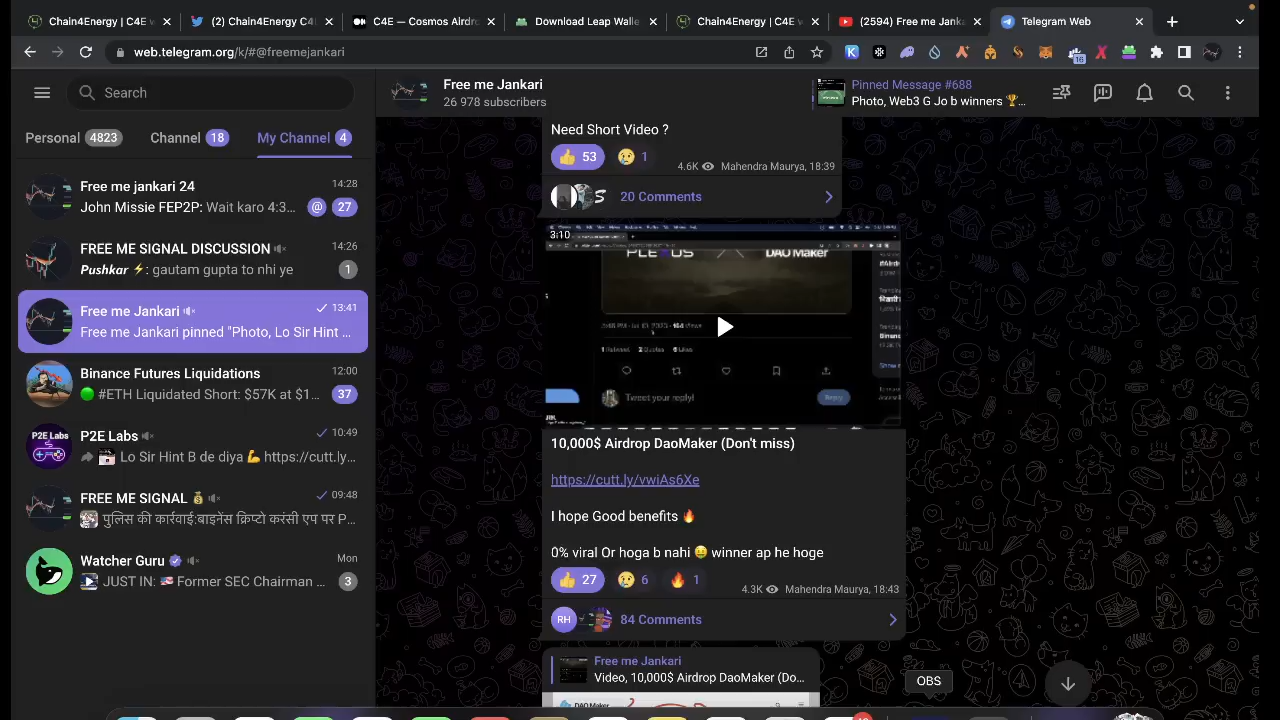 Chain4Energy | C4E v
(2) Chain4Energy C4
C4E — Cosmos Airdr
Download Leap Walle
Chain4Energy | C4E v
(2594) Free me Janka
Telegram Web
web.telegram.org/k/#@freemejankari
16
Search
Personal 4823
Channel 18
My Channel 4
Free me jankari 24
14:28
John Missie FEP2P: Wait karo 4:3...
@ 27
FREE ME SIGNAL DISCUSSION
14:26
Pushkar ⚡: gautam gupta to nhi ye
1
Free me Jankari
13:41
Free me Jankari pinned "Photo, Lo Sir Hint ...
Binance Futures Liquidations
12:00
🟢 #ETH Liquidated Short: $57K at $1...
37
P2E Labs
10:49
Lo Sir Hint B de diya 💪 https://cutt.ly...
FREE ME SIGNAL 💰
09:48
पुलिस की कार्रवाई:बाइनेंस क्रिप्टो करंसी एप पर P...
Watcher Guru
Mon
JUST IN: 🇺🇸 Former SEC Chairman ...
3
Free me Jankari
26 978 subscribers
Pinned Message #688
Photo, Web3 G Jo b winners 🏆...
Need Short Video ?
👍 53 😢 1
4.6K Mahendra Maurya, 18:39
20 Comments
3:10
PLEXUS DAO Maker
Tweet your reply!
Reply
10,000$ Airdrop DaoMaker (Don't miss)
https://cutt.ly/vwiAs6Xe
I hope Good benefits 🔥
0% viral Or hoga b nahi 🤑 winner ap he hoge
👍 27 😢 6 🔥 1
4.3K Mahendra Maurya, 18:43
RH 84 Comments
Free me Jankari
Video, 10,000$ Airdrop DaoMaker (Do...
DAO Maker
OBS